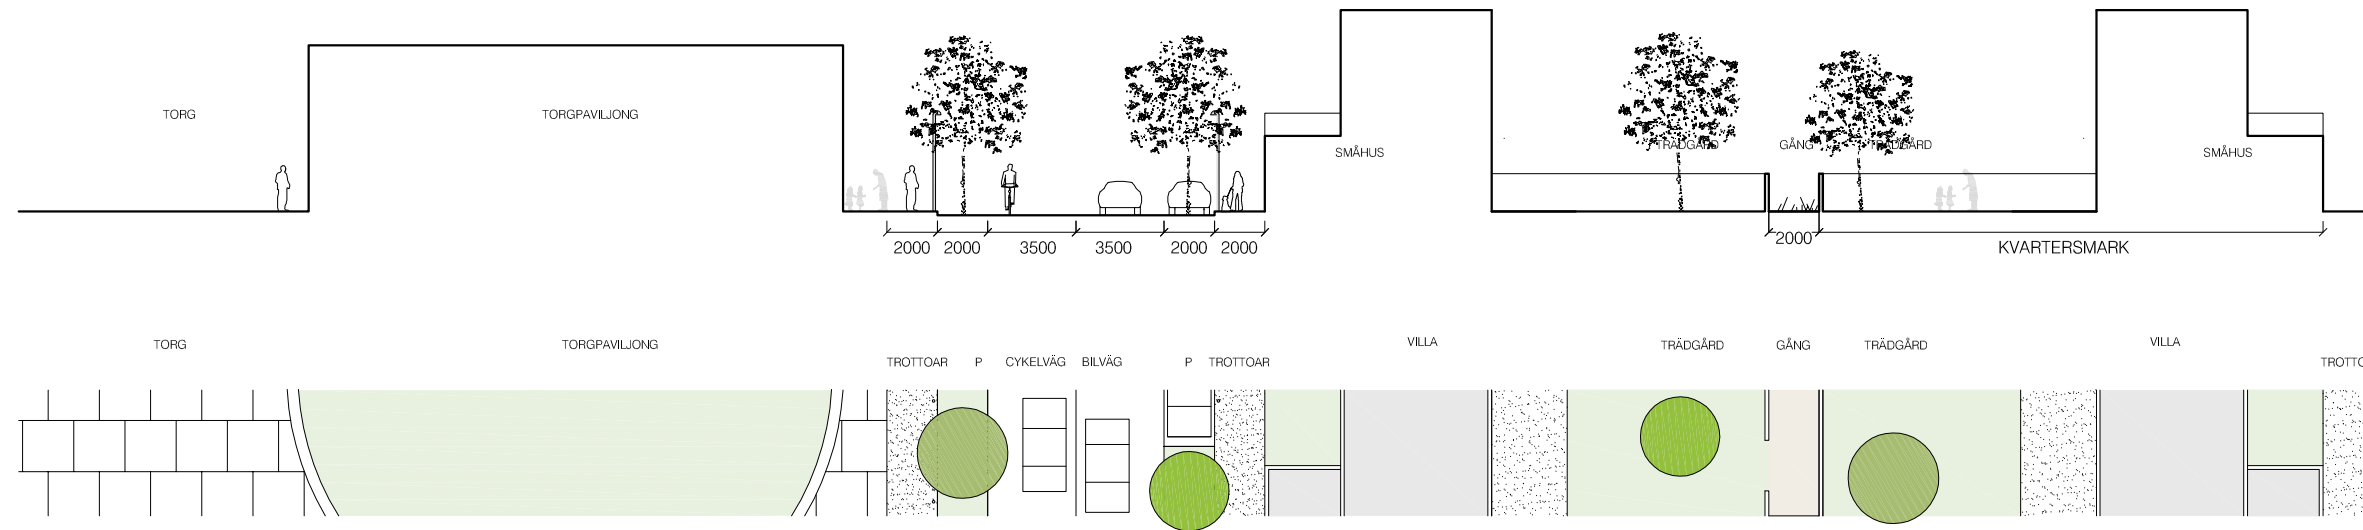 TORG
TORGPAVILJONG
SMÅHUS
TRÄDGÅRD
GÅNG
TRÄDGÅRD
SMÅHUS
2000 2000 3500 3500 2000 2000
2000
KVARTERSMARK
TORG
TORGPAVILJONG
TROTTOAR
P
CYKELVÄG
BILVÄG
P
TROTTOAR
VILLA
TRÄDGÅRD
GÅNG
TRÄDGÅRD
VILLA
TROTTO